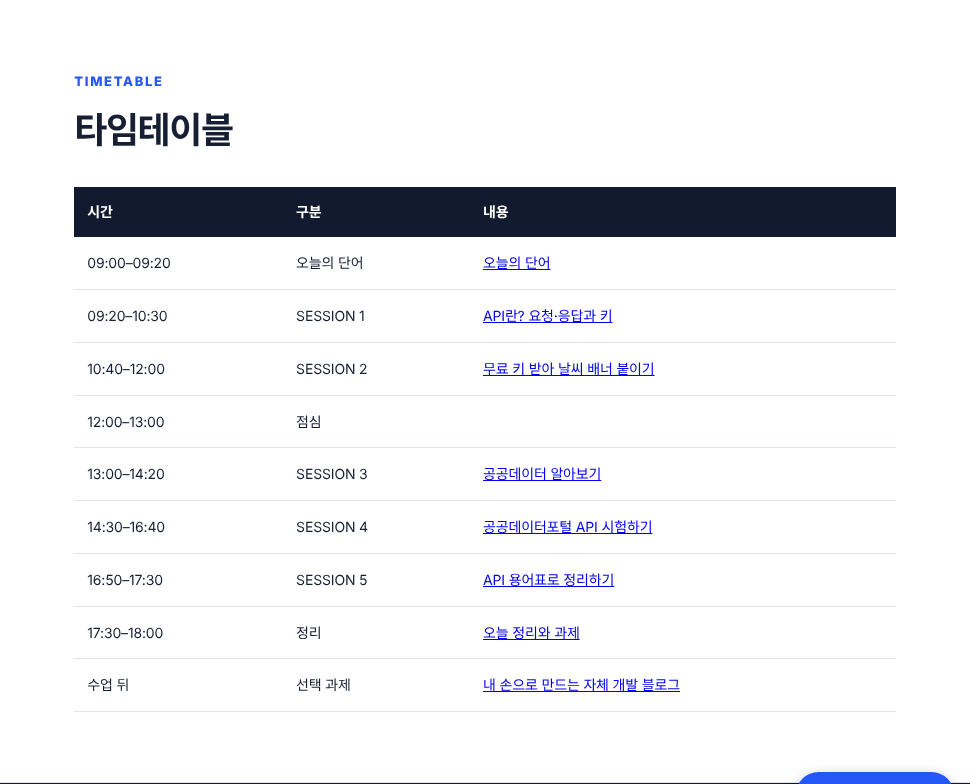 TIMETABLE
타임테이블
시간 구분 내용
09:00–09:20 오늘의 단어 오늘의 단어
09:20–10:30 SESSION 1 API란? 요청·응답과 키
10:40–12:00 SESSION 2 무료 키 받아 날씨 배너 붙이기
12:00–13:00 점심
13:00–14:20 SESSION 3 공공데이터 알아보기
14:30–16:40 SESSION 4 공공데이터포털 API 시험하기
16:50–17:30 SESSION 5 API 용어표로 정리하기
17:30–18:00 정리 오늘 정리와 과제
수업 뒤 선택 과제 내 손으로 만드는 자체 개발 블로그